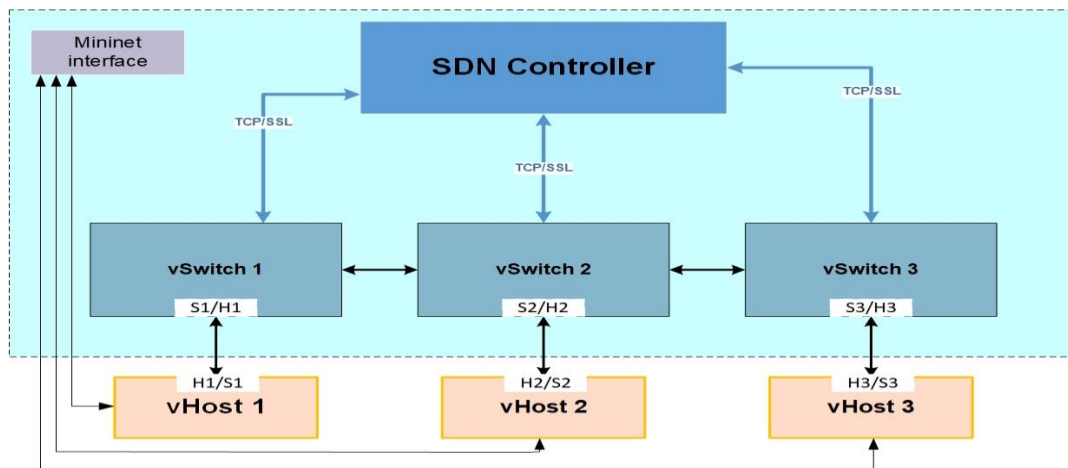 Mininet
interface
SDN Controller
TCP/SSL
TCP/SSL
TCP/SSL
vSwitch 1
vSwitch 2
vSwitch 3
S1/H1
S2/H2
S3/H3
H1/S1
H2/S2
H3/S3
vHost 1
vHost 2
vHost 3